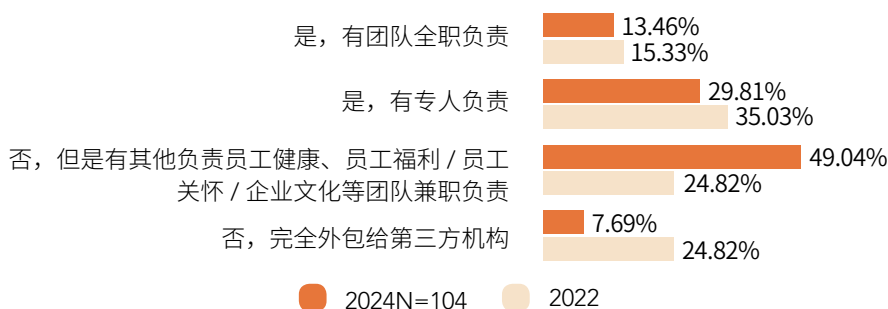 是，有团队全职负责
13.46%
15.33%
是，有专人负责
29.81%
35.03%
否，但是有其他负责员工健康、员工福利 / 员工
关怀 / 企业文化等团队兼职负责
49.04%
24.82%
否，完全外包给第三方机构
7.69%
24.82%
2024N=104
2022